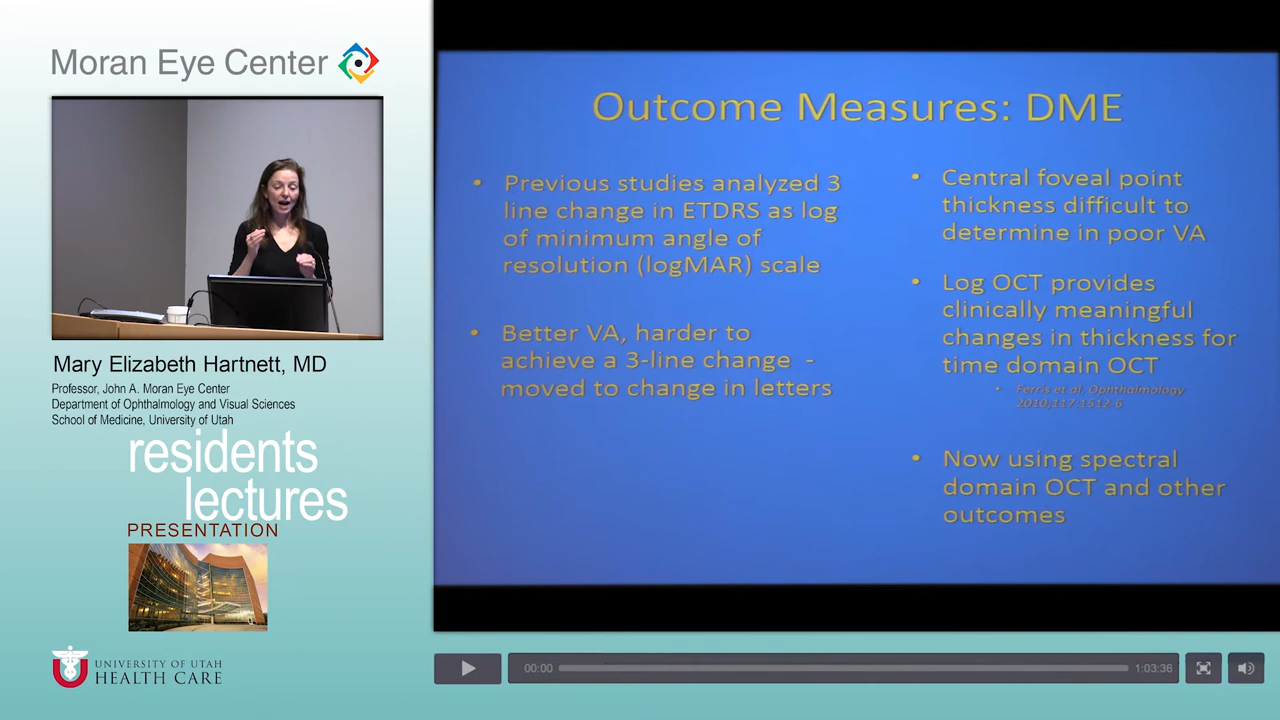 Moran Eye Center
Mary Elizabeth Hartnett, MD
Professor, John A. Moran Eye Center
Department of Ophthalmology and Visual Sciences
School of Medicine, University of Utah
residents
lectures
PRESENTATION
UNIVERSITY OF UTAH
HEALTH CARE
Outcome Measures: DME
• Previous studies analyzed 3
line change in ETDRS as log
of minimum angle of
resolution (logMAR) scale
• Better VA, harder to
achieve a 3-line change -
moved to change in letters
• Central foveal point
thickness difficult to
determine in poor VA
• Log OCT provides
clinically meaningful
changes in thickness for
time domain OCT
• Ferris et al. Ophthalmology
2010;117:1512-6
• Now using spectral
domain OCT and other
outcomes
00:00
1:03:36